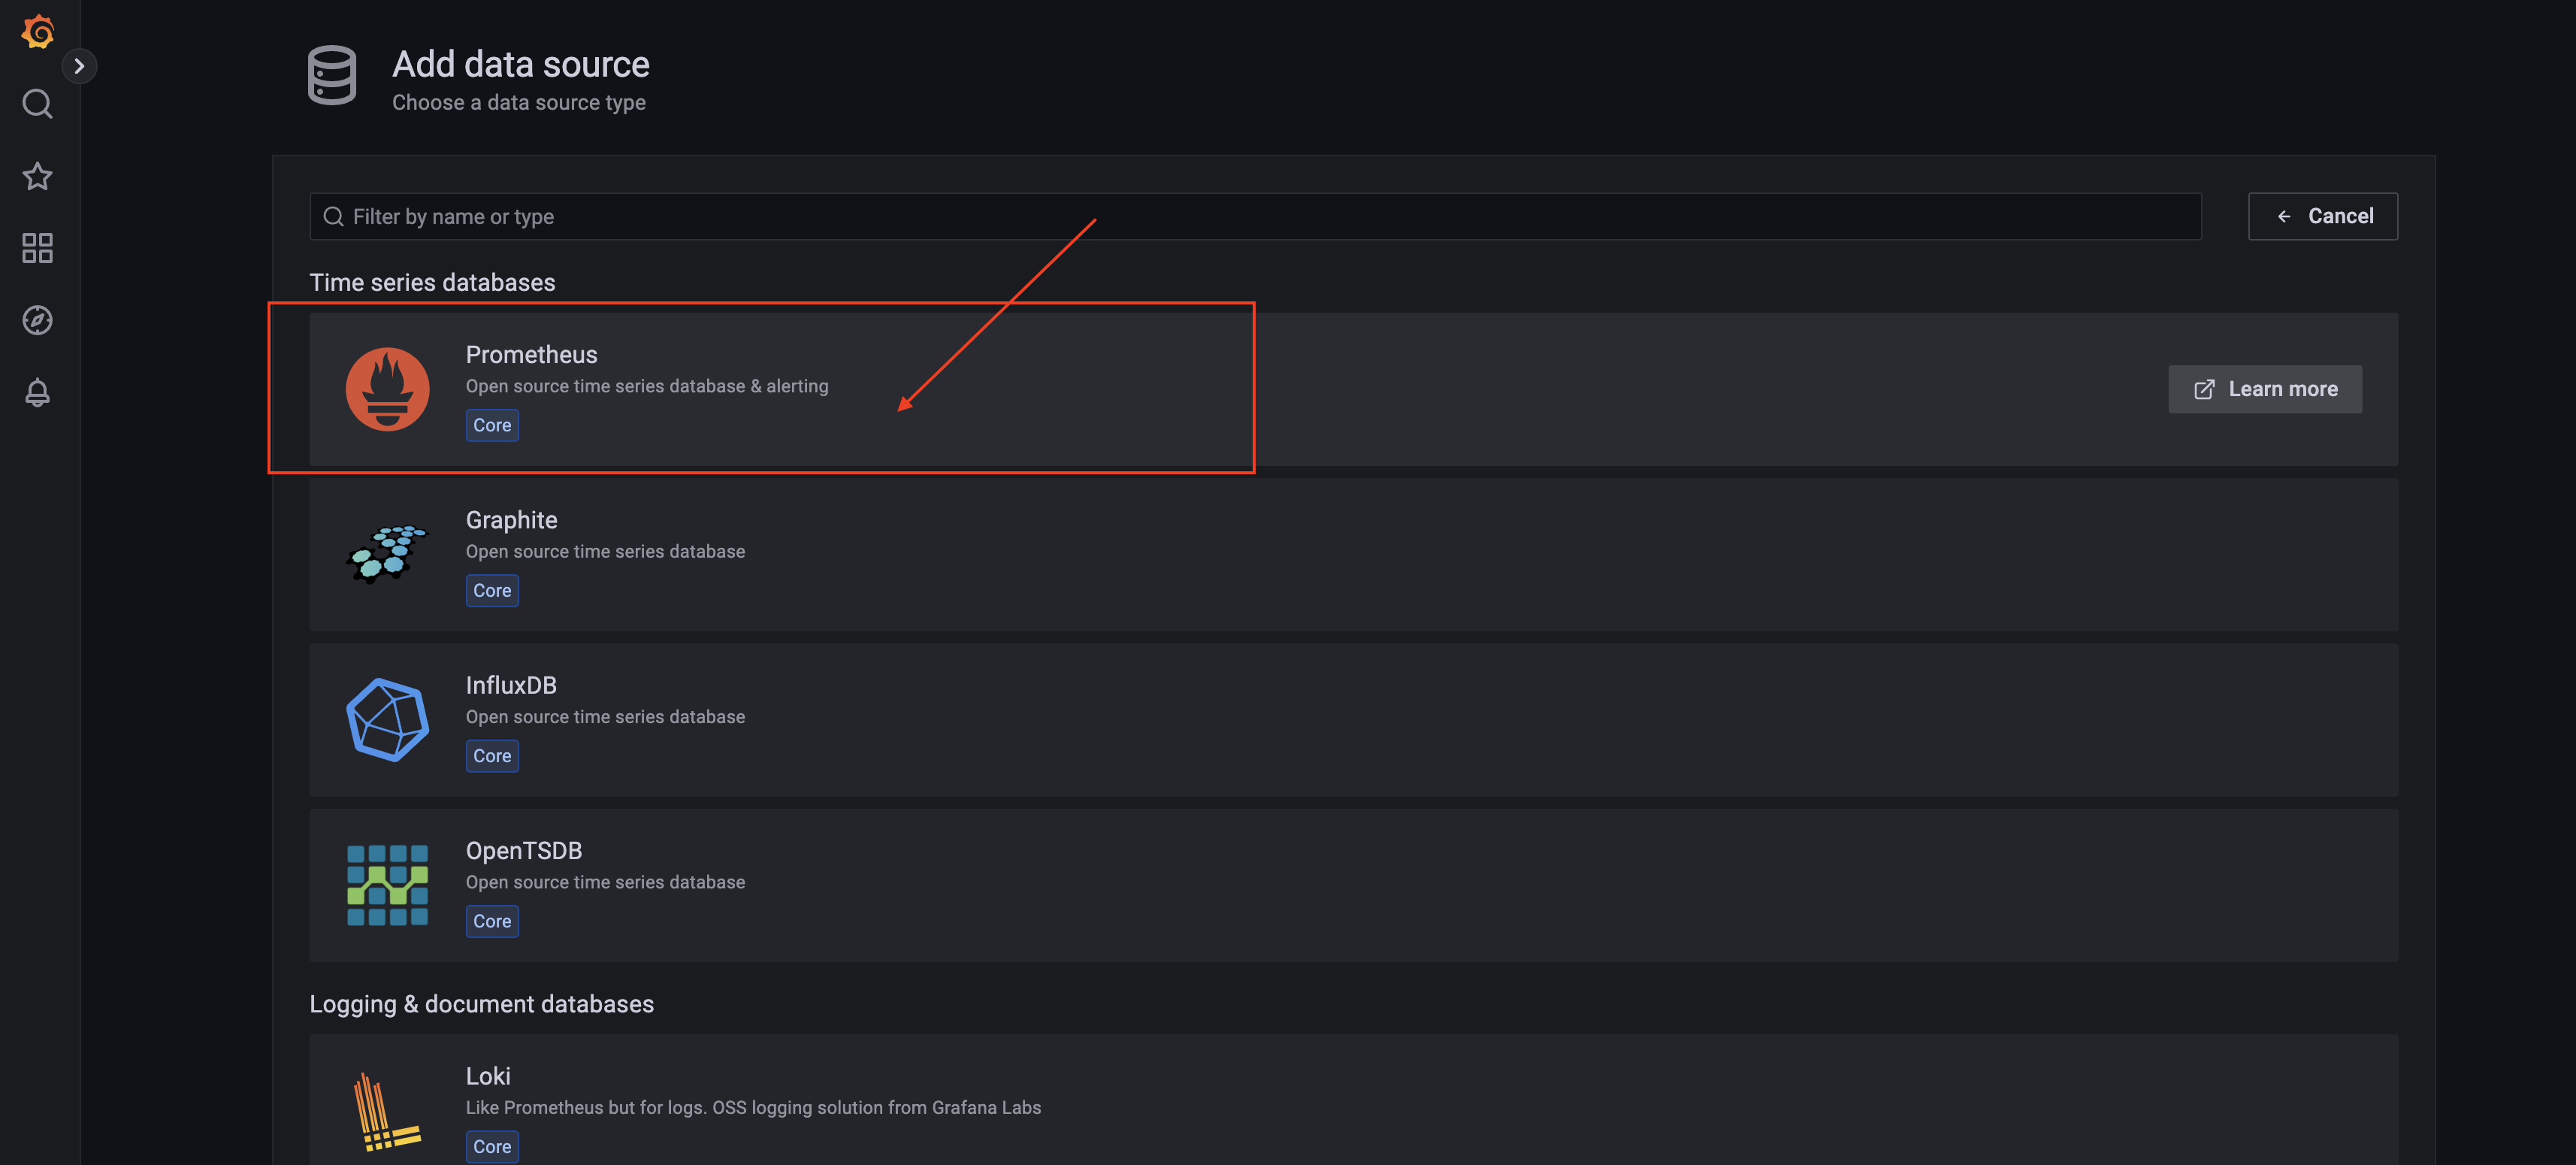 Add data source
Choose a data source type
Filter by name or type
Cancel
Time series databases
Prometheus
Open source time series database & alerting
Core
Learn more
Graphite
Open source time series database
Core
InfluxDB
Open source time series database
Core
OpenTSDB
Open source time series database
Core
Logging & document databases
Loki
Like Prometheus but for logs. OSS logging solution from Grafana Labs
Core